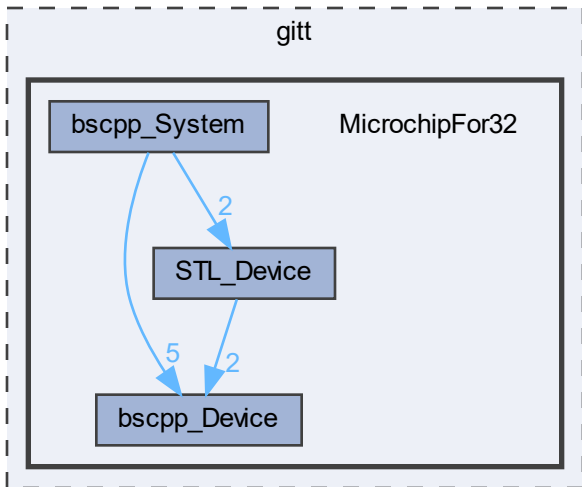 gitt
bscpp_System
MicrochipFor32
2
STL_Device
5
2
bscpp_Device